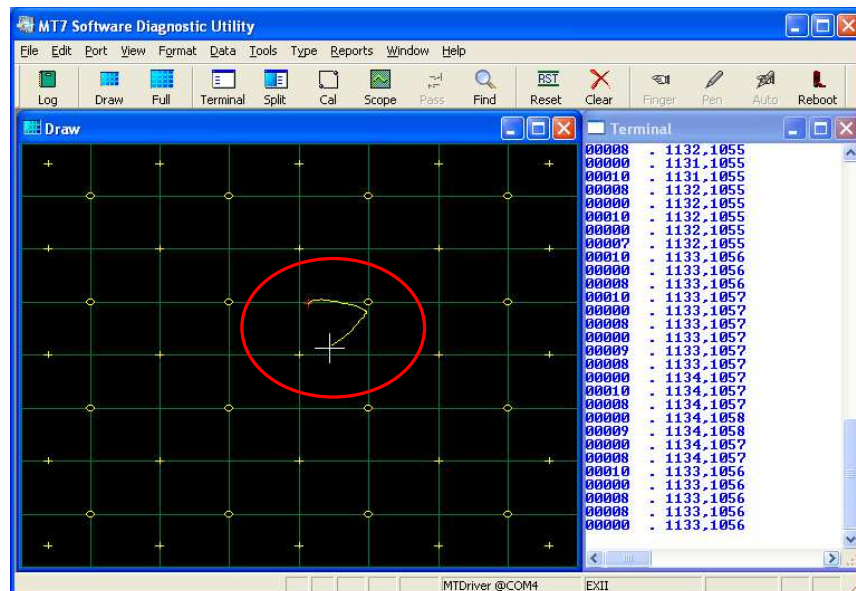 MT7 Software Diagnostic Utility
File Edit Port View Format Data Tools Type Reports Window Help
Log Draw Full Terminal Split Cal Scope Pass Find RST Reset Clear Finger Pen Auto Reboot
Draw
Terminal
00008 . 1132,1055
00000 . 1131,1055
00010 . 1131,1055
00008 . 1132,1055
00000 . 1132,1055
00010 . 1132,1055
00000 . 1132,1055
00007 . 1132,1055
00010 . 1133,1056
00000 . 1133,1056
00008 . 1133,1056
00010 . 1133,1057
00000 . 1133,1057
00008 . 1133,1057
00000 . 1133,1057
00009 . 1133,1057
00008 . 1133,1057
00000 . 1134,1057
00010 . 1134,1057
00008 . 1134,1057
00000 . 1134,1058
00009 . 1134,1058
00000 . 1134,1057
00008 . 1134,1057
00010 . 1133,1056
00000 . 1133,1056
00008 . 1133,1056
00008 . 1133,1056
00000 . 1133,1056
MTDriver @COM4 EXII